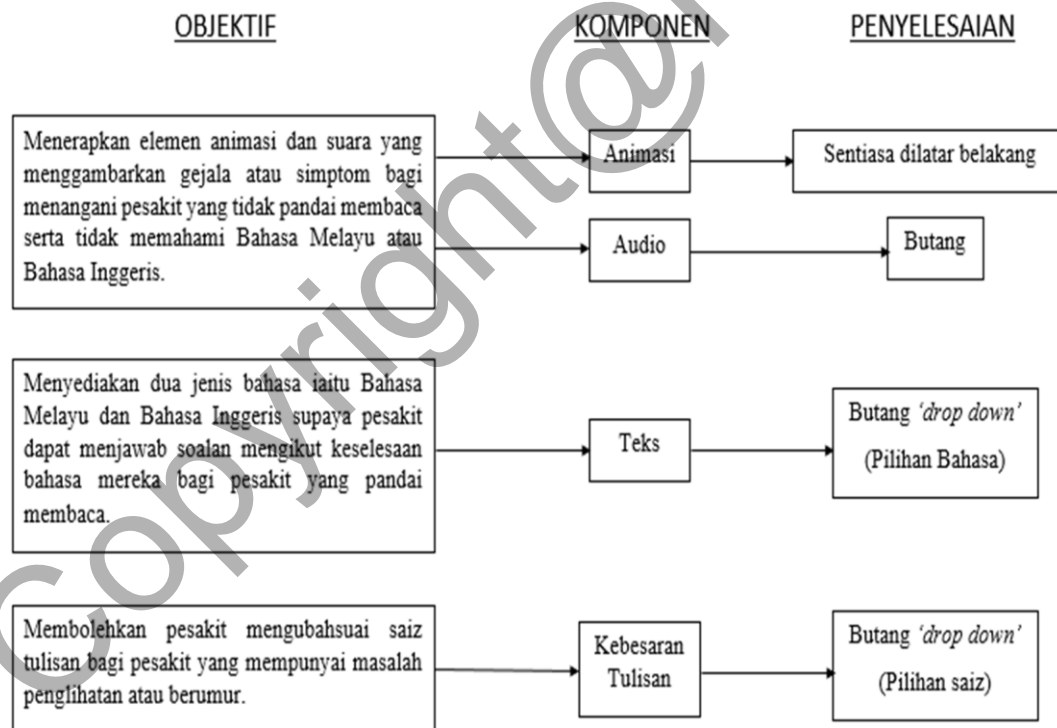 OBJEKTIF
KOMPONEN
PENYELESAIAN
Menerapkan elemen animasi dan suara yang
menggambarkan gejala atau simptom bagi
menangani pesakit yang tidak pandai membaca
serta tidak memahami Bahasa Melayu atau
Bahasa Inggeris.
Animasi
Sentiasa dilatar belakang
Audio
Butang
Menyediakan dua jenis bahasa iaitu Bahasa
Melayu dan Bahasa Inggeris supaya pesakit
dapat menjawab soalan mengikut keselesaan
bahasa mereka bagi pesakit yang pandai
membaca.
Teks
Butang ‘drop down’
(Pilihan Bahasa)
Membolehkan pesakit mengubahsuai saiz
tulisan bagi pesakit yang mempunyai masalah
penglihatan atau berumur.
Kebesaran
Tulisan
Butang ‘drop down’
(Pilihan saiz)
Copyright@